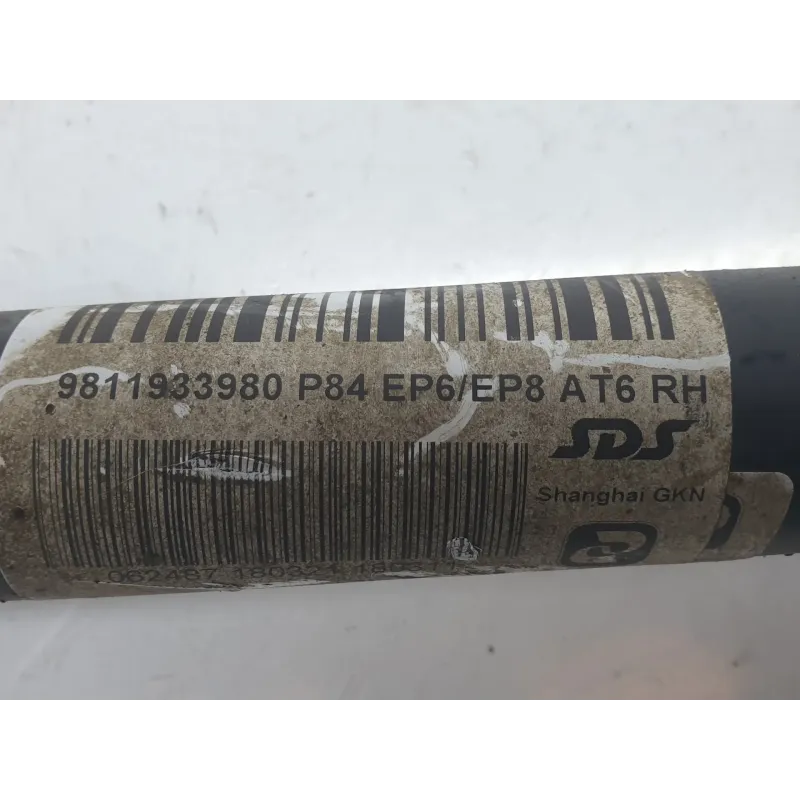 9811933980 P84 EP6/EP8 AT6 RH
SDS
Shanghai GKN